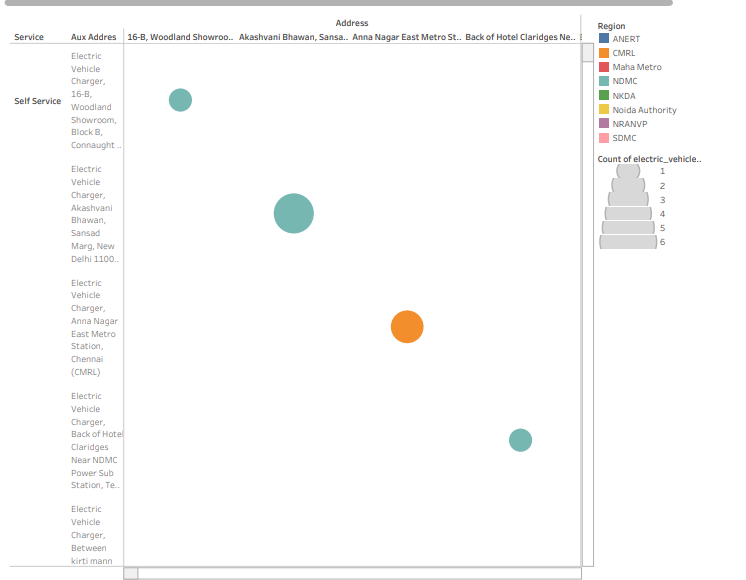 Address
Service
Aux Addres
16-B, Woodland Showroo..
Akashvani Bhawan, Sansa..
Anna Nagar East Metro St..
Back of Hotel Claridges Ne..
Self Service
Electric
Vehicle
Charger,
16-B,
Woodland
Showroom,
Block B,
Connaught ..
Electric
Vehicle
Charger,
Akashvani
Bhawan,
Sansad
Marg, New
Delhi 1100..
Electric
Vehicle
Charger,
Anna Nagar
East Metro
Station,
Chennai
(CMRL)
Electric
Vehicle
Charger,
Back of Hotel
Claridges
Near NDMC
Power Sub
Station, Te..
Electric
Vehicle
Charger,
Between
kirti mann
Region
ANERT
CMRL
Maha Metro
NDMC
NKDA
Noida Authority
NRANVP
SDMC
Count of electric_vehicle..
1
2
3
4
5
6